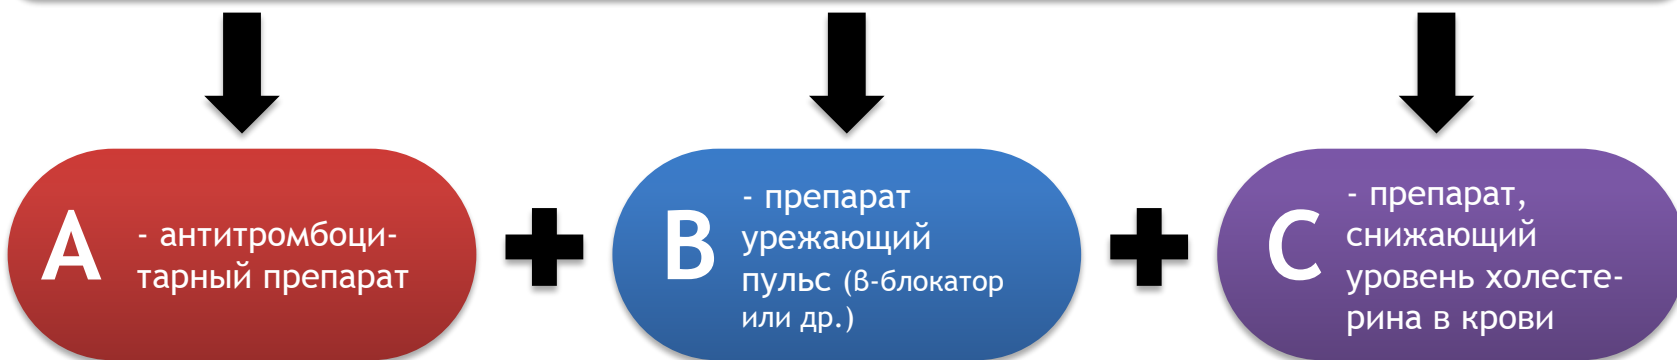 A
- антитромбоци-
тарный препарат
B
- препарат
урежающий
пульс (β-блокатор
или др.)
C
- препарат,
снижающий
уровень холесте-
рина в крови